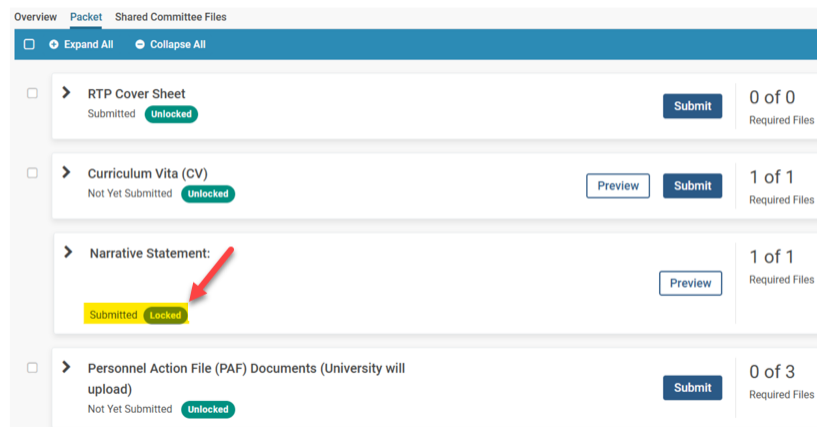 Overview Packet Shared Committee Files
Expand All Collapse All
RTP Cover Sheet
Submitted Unlocked
Submit
0 of 0
Required Files
Curriculum Vita (CV)
Not Yet Submitted Unlocked
Preview Submit
1 of 1
Required Files
Narrative Statement:
Submitted Locked
Preview
1 of 1
Required Files
Personnel Action File (PAF) Documents (University will
upload)
Not Yet Submitted Unlocked
Submit
0 of 3
Required Files